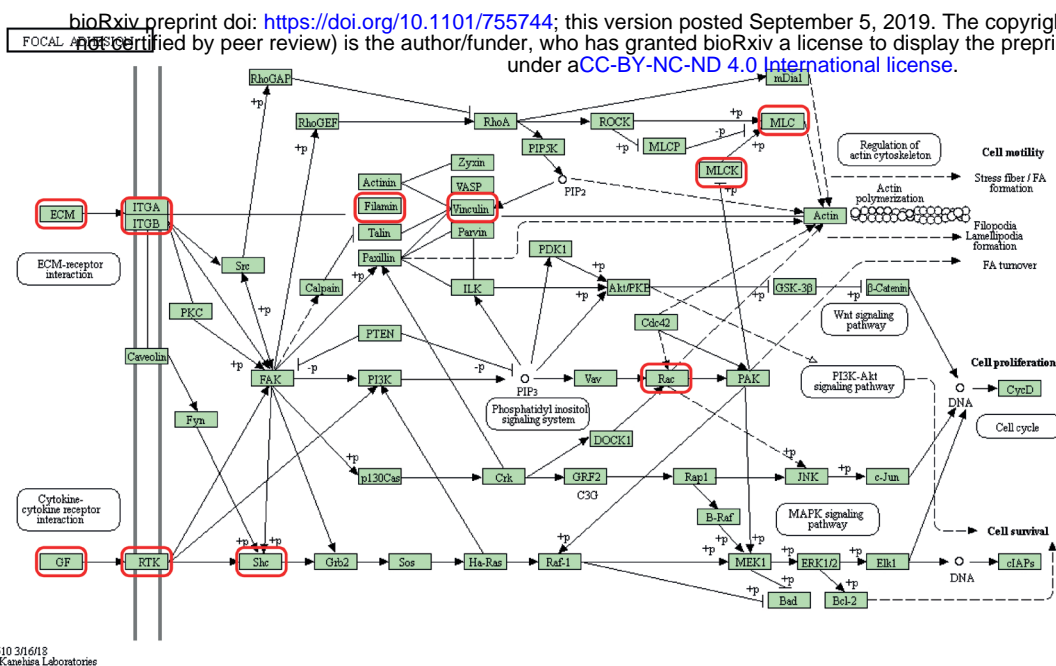 bioRxiv preprint doi: https://doi.org/10.1101/755744; this version posted September 5, 2019. The copyrigh
not certified by peer review) is the author/funder, who has granted bioRxiv a license to display the prepri
under aCC-BY-NC-ND 4.0 International license.
FOCAL ADHESION
RhoGAP
mDia1
+p
+p
RhoGEF
RhoA
ROCK
+p
MLC
-p
+p
MLCP
+p
PIP5K
Regulation of
actin cytoskeleton
Cell motility
Zyxin
MLCK
+p
Stress fiber / FA
formation
Actinin
VASP
PIP2
Actin
polymerization
ECM
ITGA
ITGB
Filamin
Vinculin
Actin
Talin
Parvin
Filopodia
Lamellipodia
formation
PDK1
ECM-receptor
interaction
Src
Paxillin
FA turnover
+p
+p
Calpain
ILK
+p
Akt/PKB
GSK-3β
+p
β-Catenin
+p
PKC
Wnt signaling
pathway
Cdc42
PTEN
Caveolin
+p
-p
-p
Cell proliferation
FAK
PI3K
PIP3
Vav
Rac
PAK
PI3K-Akt
signaling pathway
DNA
CycD
Phosphatidyl inositol
signaling system
Fyn
Cell cycle
DOCK1
+p
+p
+p
p130Cas
Crk
GRF2
C3G
Rap1
JNK
c-Jun
Cytokine-
cytokine receptor
interaction
B-Raf
MAPK signaling
pathway
Cell survival
+p
+p
+p
+p
+p
+p
+p
GF
RTK
Shc
Grb2
Sos
Ha-Ras
Raf-1
MEK1
ERK1/2
Elk1
DNA
cIAPs
+p
+p
+p
Bad
Bcl-2
10 3/16/18
Kanehisa Laboratories